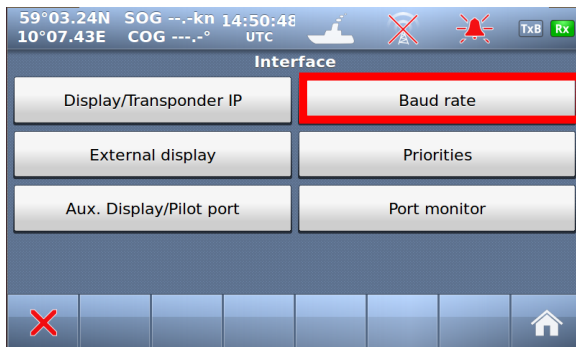 59°03.24N SOG --.-kn 14:50:48
10°07.43E COG ---.-° UTC
TxB Rx
Interface
Display/Transponder IP
Baud rate
External display
Priorities
Aux. Display/Pilot port
Port monitor